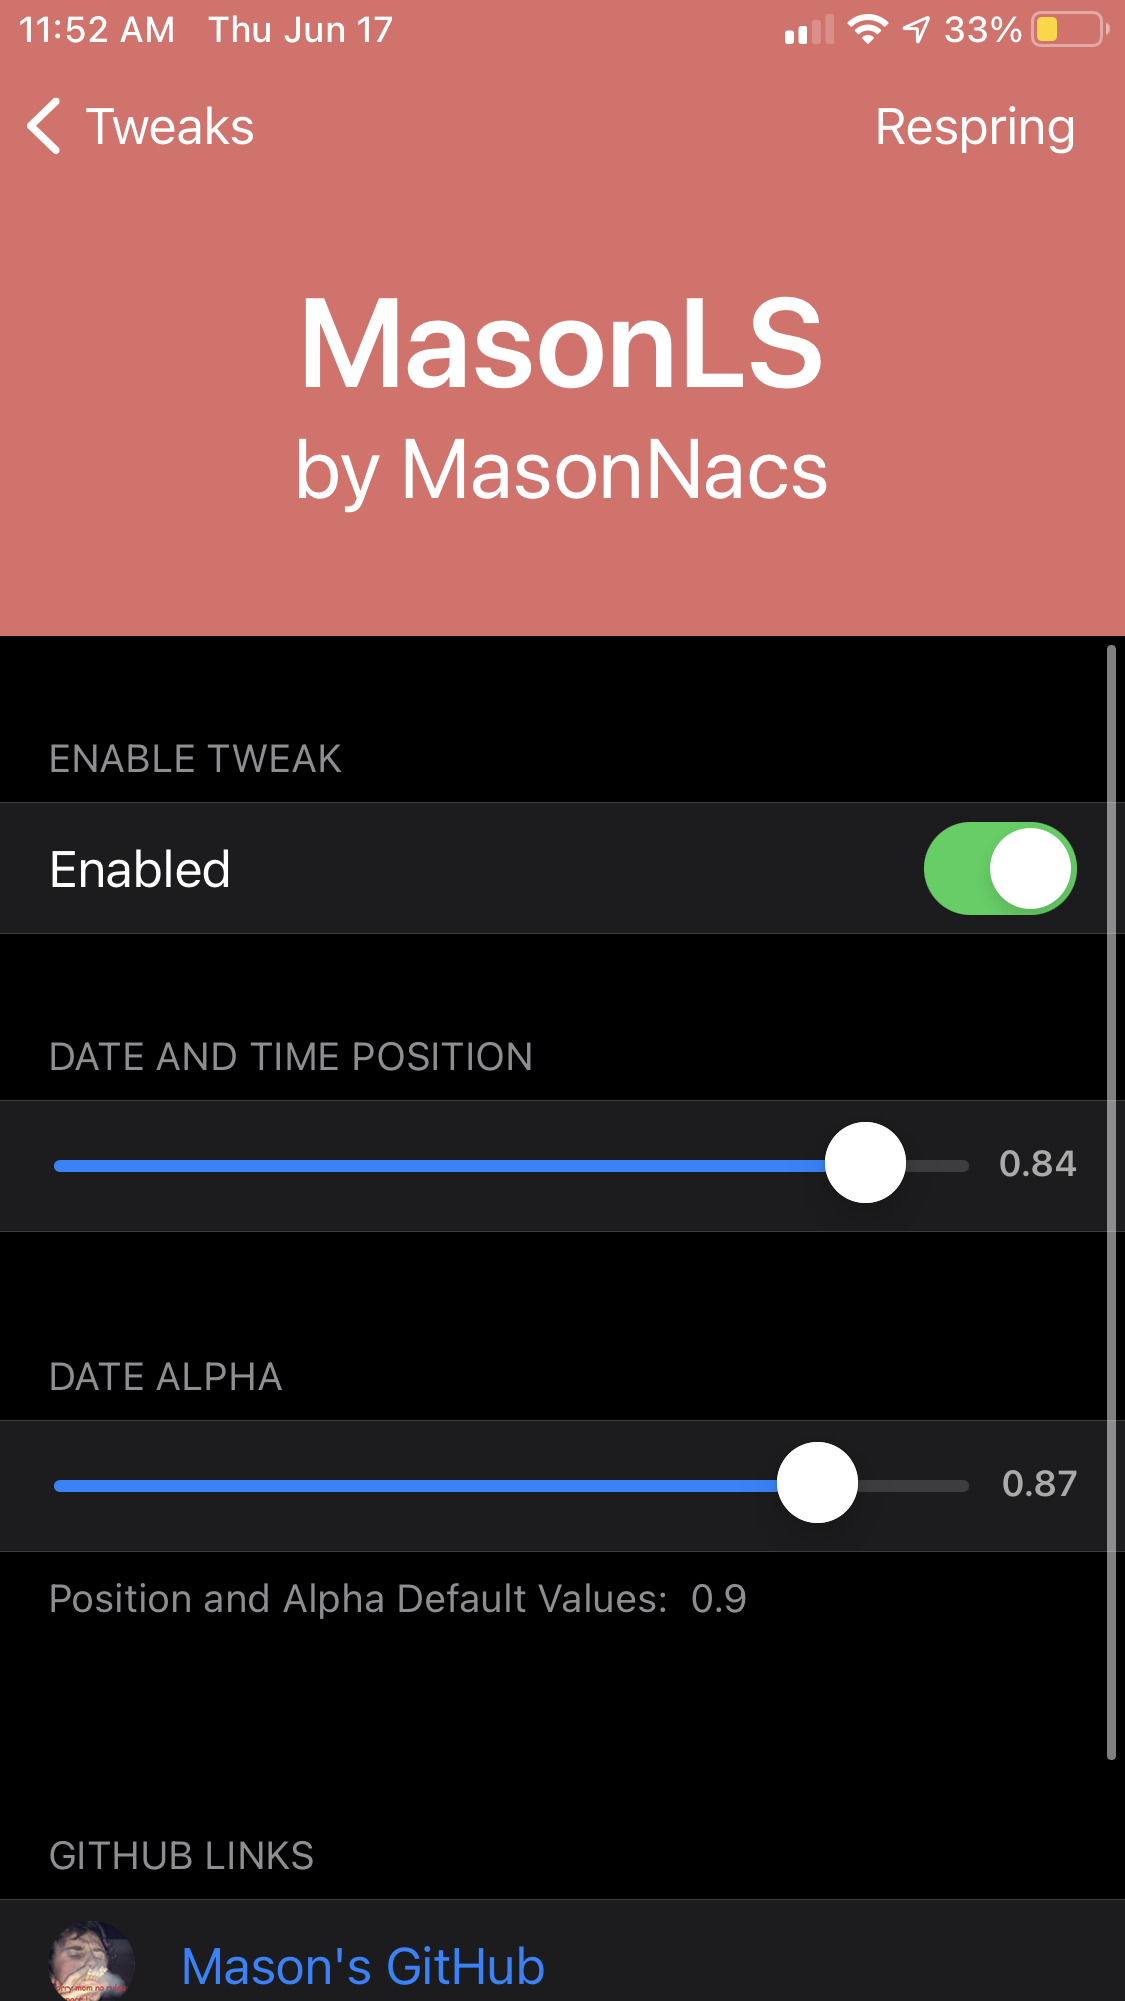 11:52 AM Thu Jun 17 33%
Tweaks Respring
MasonLS
by MasonNacs
ENABLE TWEAK
Enabled
DATE AND TIME POSITION
0.84
DATE ALPHA
0.87
Position and Alpha Default Values: 0.9
GITHUB LINKS
Mason's GitHub